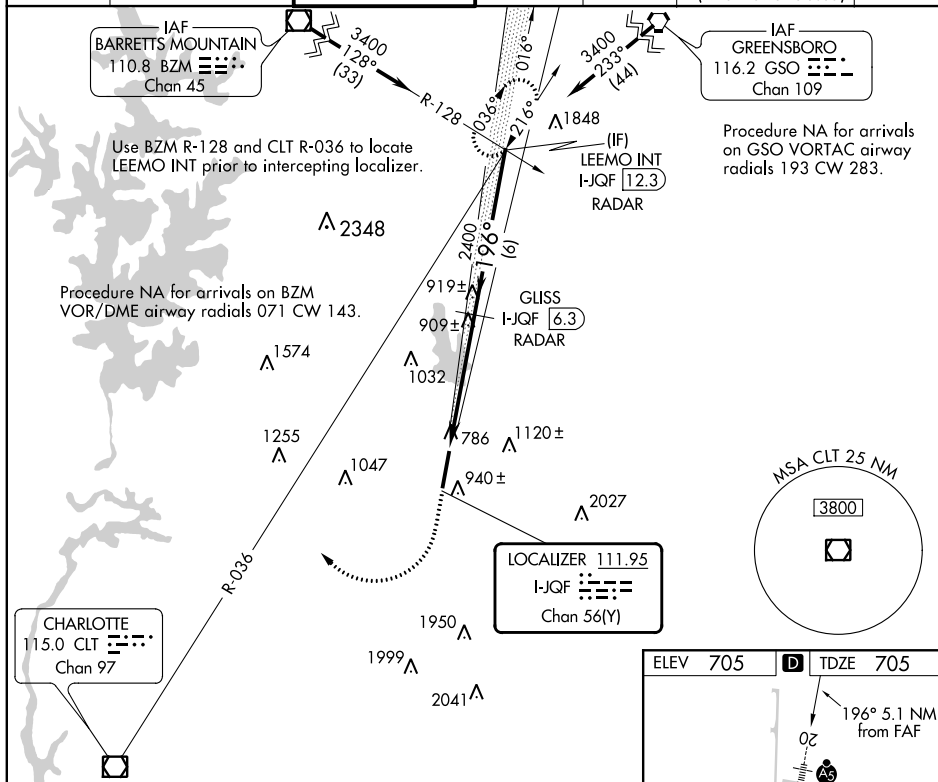 IAF
BARRETTS MOUNTAIN
110.8 BZM
Chan 45
3400
128°
(33)
R-128
036°
216°
016°
3400
233°
(44)
IAF
GREENSBORO
116.2 GSO
Chan 109
1848
Use BZM R-128 and CLT R-036 to locate
LEEMO INT prior to intercepting localizer.
(IF)
LEEMO INT
I-JQF 12.3
RADAR
Procedure NA for arrivals
on GSO VORTAC airway
radials 193 CW 283.
2348
2400
196°
(6)
Procedure NA for arrivals on BZM
VOR/DME airway radials 071 CW 143.
919±
909±
GLISS
I-JQF 6.3
RADAR
1574
1032
1255
1047
786
1120±
940±
2027
MSA CLT 25 NM
3800
R-036
LOCALIZER 111.95
I-JQF
Chan 56(Y)
CHARLOTTE
115.0 CLT
Chan 97
1950
1999
2041
ELEV 705
D
TDZE 705
196° 5.1 NM
from FAF
20
A5